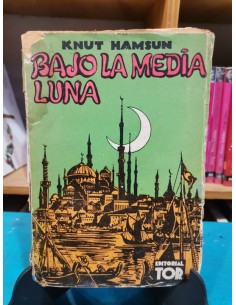 KNUT HAMSUN
BAJO LA MEDIA
LUNA
EDITORIAL
TOR